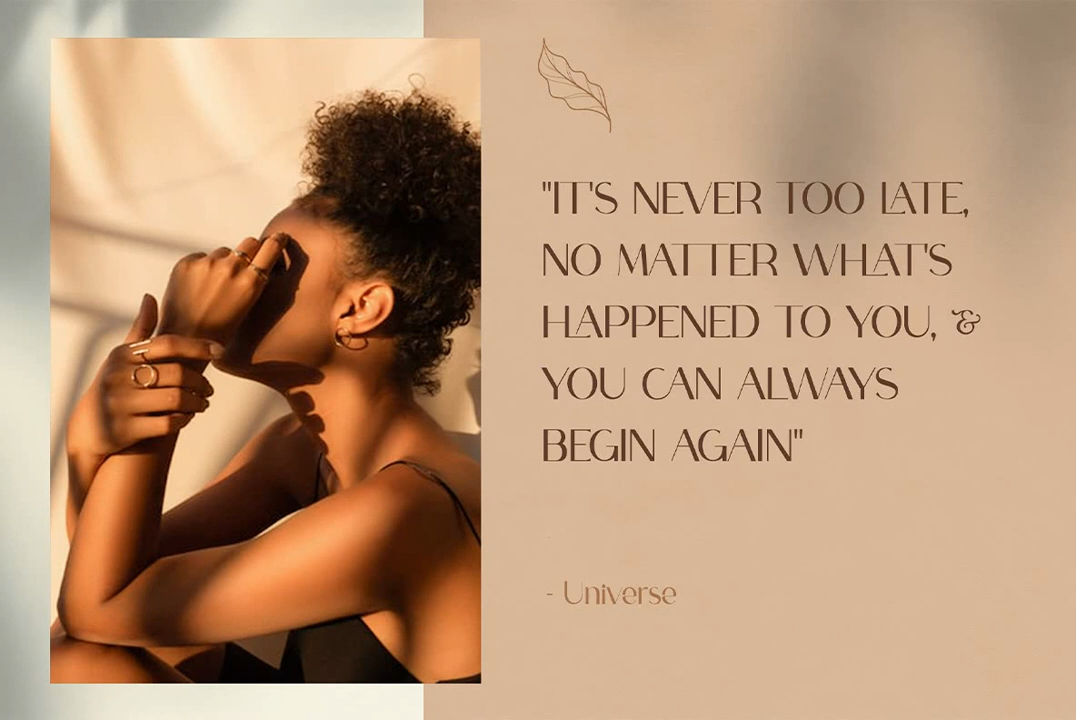 "IT'S NEVER TOO LATE,
NO MATTER WHAT'S
HAPPENED TO YOU, &
YOU CAN ALWAYS
BEGIN AGAIN"
- Universe